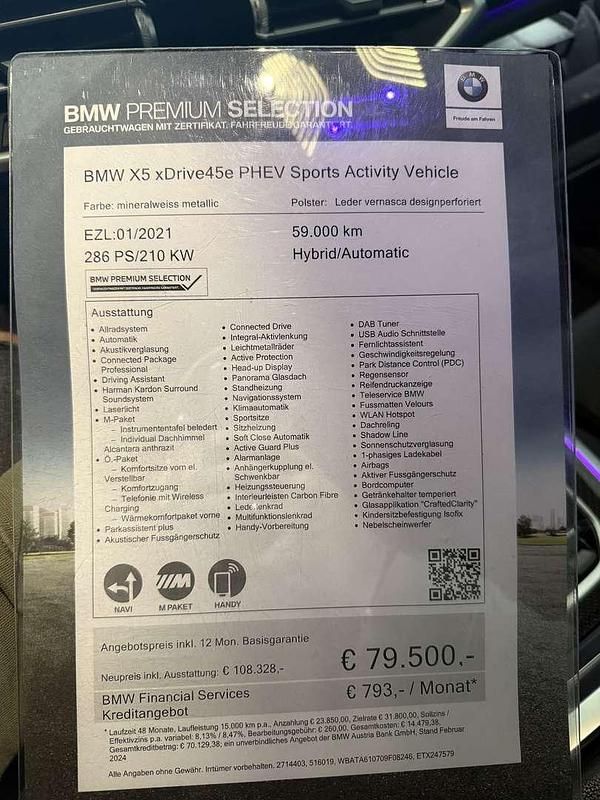 BMW PREMIUM SELECTION
GEBRAUCHTWAGEN MIT ZERTIFIKAT. FAHRFREUDE GARANTIERT.
BMW
Freude am Fahren
BMW X5 xDrive45e PHEV Sports Activity Vehicle
Farbe: mineralweiss metallic
Polster: Leder vernasca designperforiert
EZL:01/2021
59.000 km
286 PS/210 KW
Hybrid/Automatic
BMW PREMIUM SELECTION
Ausstattung
• Allradsystem
• Automatik
• Akustikverglasung
• Connected Package
Professional
• Driving Assistant
• Harman Kardon Surround
Soundsystem
• Laserlicht
• M-Paket
– Instrumententafel beledert
– Individual Dachhimmel
Alcantara anthrazit
• Ö.-Paket
– Komfortsitze vorn el.
Verstellbar
– Komfortzugang
– Telefonie mit Wireless
Charging
– Wärmekomfortpaket vorne
• Parkassistent plus
• Akustischer Fussgängerschutz
• Connected Drive
• Integral-Aktivlenkung
• Leichtmetallräder
• Active Protection
• Head-up Display
• Panorama Glasdach
• Standheizung
• Navigationssystem
• Klimaautomatik
• Sportsitze
• Sitzheizung
• Soft Close Automatik
• Active Guard Plus
• Alarmanlage
• Anhängerkupplung el.
Schwenkbar
• Heizungssteuerung
• Interieurleisten Carbon Fibre
• Lederlenkrad
• Multifunktionslenkrad
• Handy-Vorbereitung
• DAB Tuner
• USB Audio Schnittstelle
• Fernlichtassistent
• Geschwindigkeitsregelung
• Park Distance Control (PDC)
• Regensensor
• Reifendruckanzeige
• Teleservice BMW
• Fussmatten Velours
• WLAN Hotspot
• Dachreling
• Shadow Line
• Sonnenschutzverglasung
• 1-phasiges Ladekabel
• Airbags
• Aktiver Fussgängerschutz
• Bordcomputer
• Getränkehalter temperiert
• Glasapplikation "CraftedClarity"
• Kindersitzbefestigung Isofix
• Nebelscheinwerfer
NAVI
M PAKET
HANDY
Angebotspreis inkl. 12 Mon. Basisgarantie
€ 79.500,-
Neupreis inkl. Ausstattung: € 108.328,-
BMW Financial Services
Kreditangebot
€ 793,- / Monat*
* Laufzeit 48 Monate, Laufleistung 15.000 km p.a., Anzahlung € 23.850,00, Zielrate € 31.800,00, Sollzins /
Effektivzins p.a. variabel: 8,13% / 8,47%. Bearbeitungsgebühr: € 260,00. Gesamtkosten: € 14.479,38,
Gesamtkreditbetrag: € 70.129,38; ein unverbindliches Angebot der BMW Austria Bank GmbH, Stand Februar
2024
Alle Angaben ohne Gewähr. Irrtümer vorbehalten. 2714403, 516019, WBATA610709F08246, ETX247579